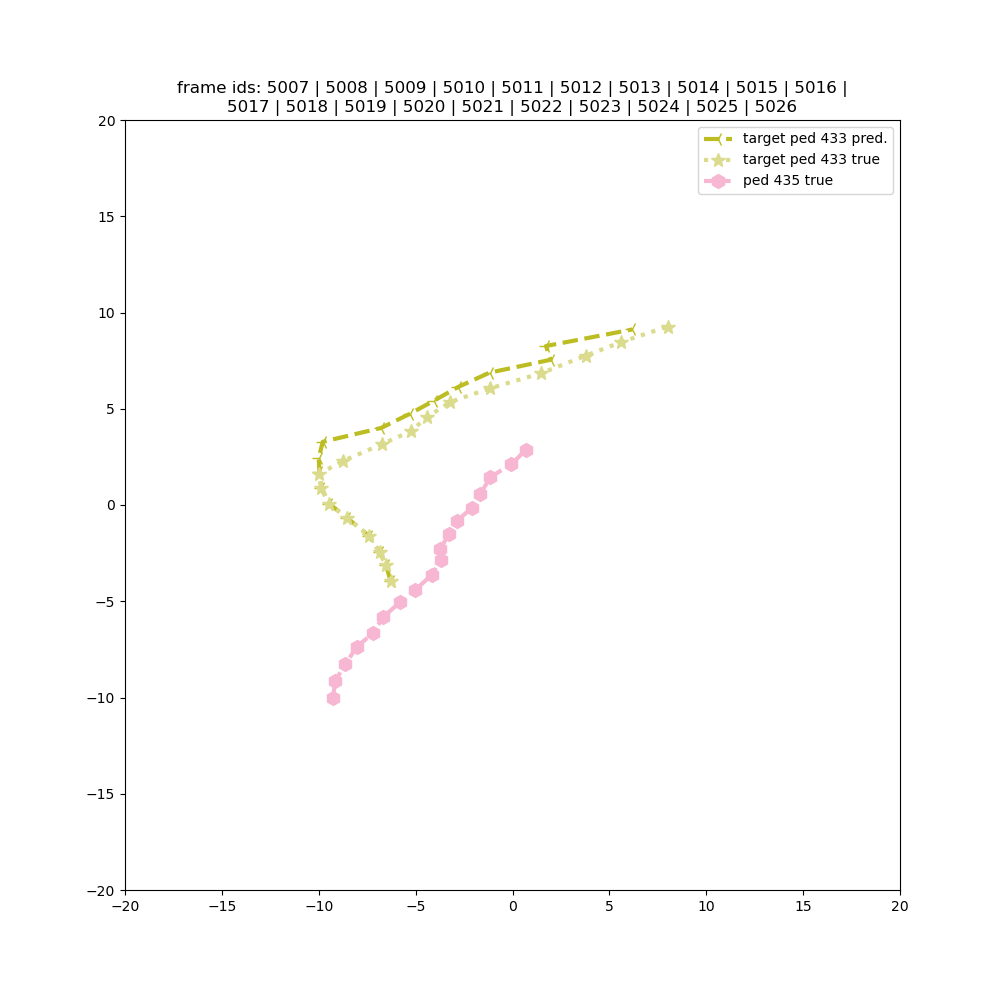 frame ids: 5007 | 5008 | 5009 | 5010 | 5011 | 5012 | 5013 | 5014 | 5015 | 5016 |
5017 | 5018 | 5019 | 5020 | 5021 | 5022 | 5023 | 5024 | 5025 | 5026
target ped 433 pred.
target ped 433 true
ped 435 true
20
15
10
5
0
−5
−10
−15
−20
−20 −15 −10 −5 0 5 10 15 20